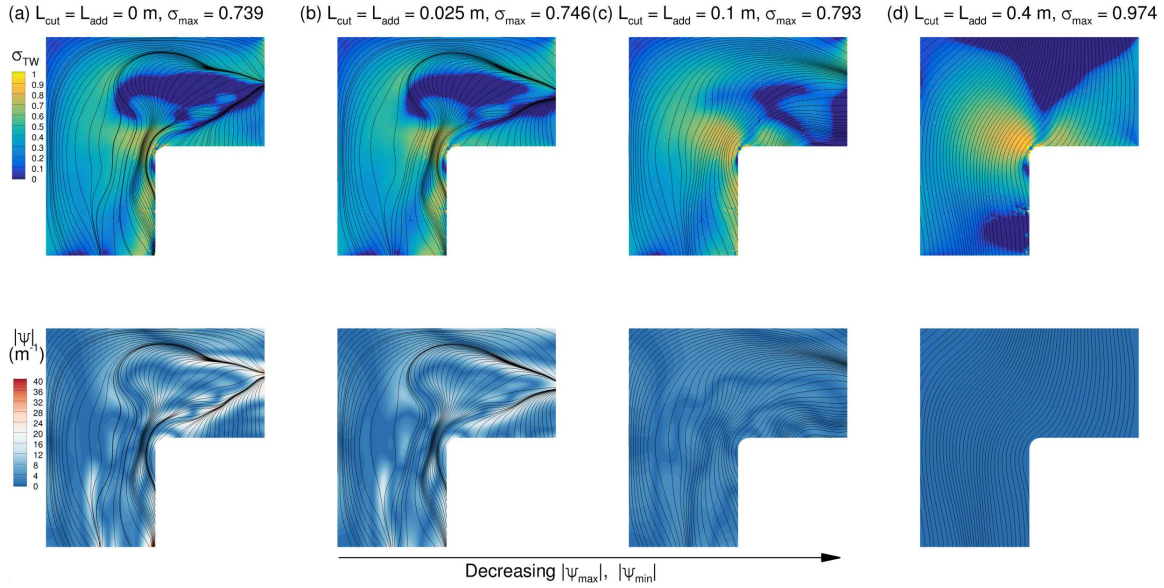 (a) L_cut = L_add = 0 m, σ_max = 0.739
(b) L_cut = L_add = 0.025 m, σ_max = 0.746
(c) L_cut = L_add = 0.1 m, σ_max = 0.793
(d) L_cut = L_add = 0.4 m, σ_max = 0.974
σ_TW
1
0.9
0.8
0.7
0.6
0.5
0.4
0.3
0.2
0.1
0
|ψ|
(m⁻¹)
40
36
32
28
24
20
16
12
8
4
0
Decreasing |ψ_max|, |ψ_min|